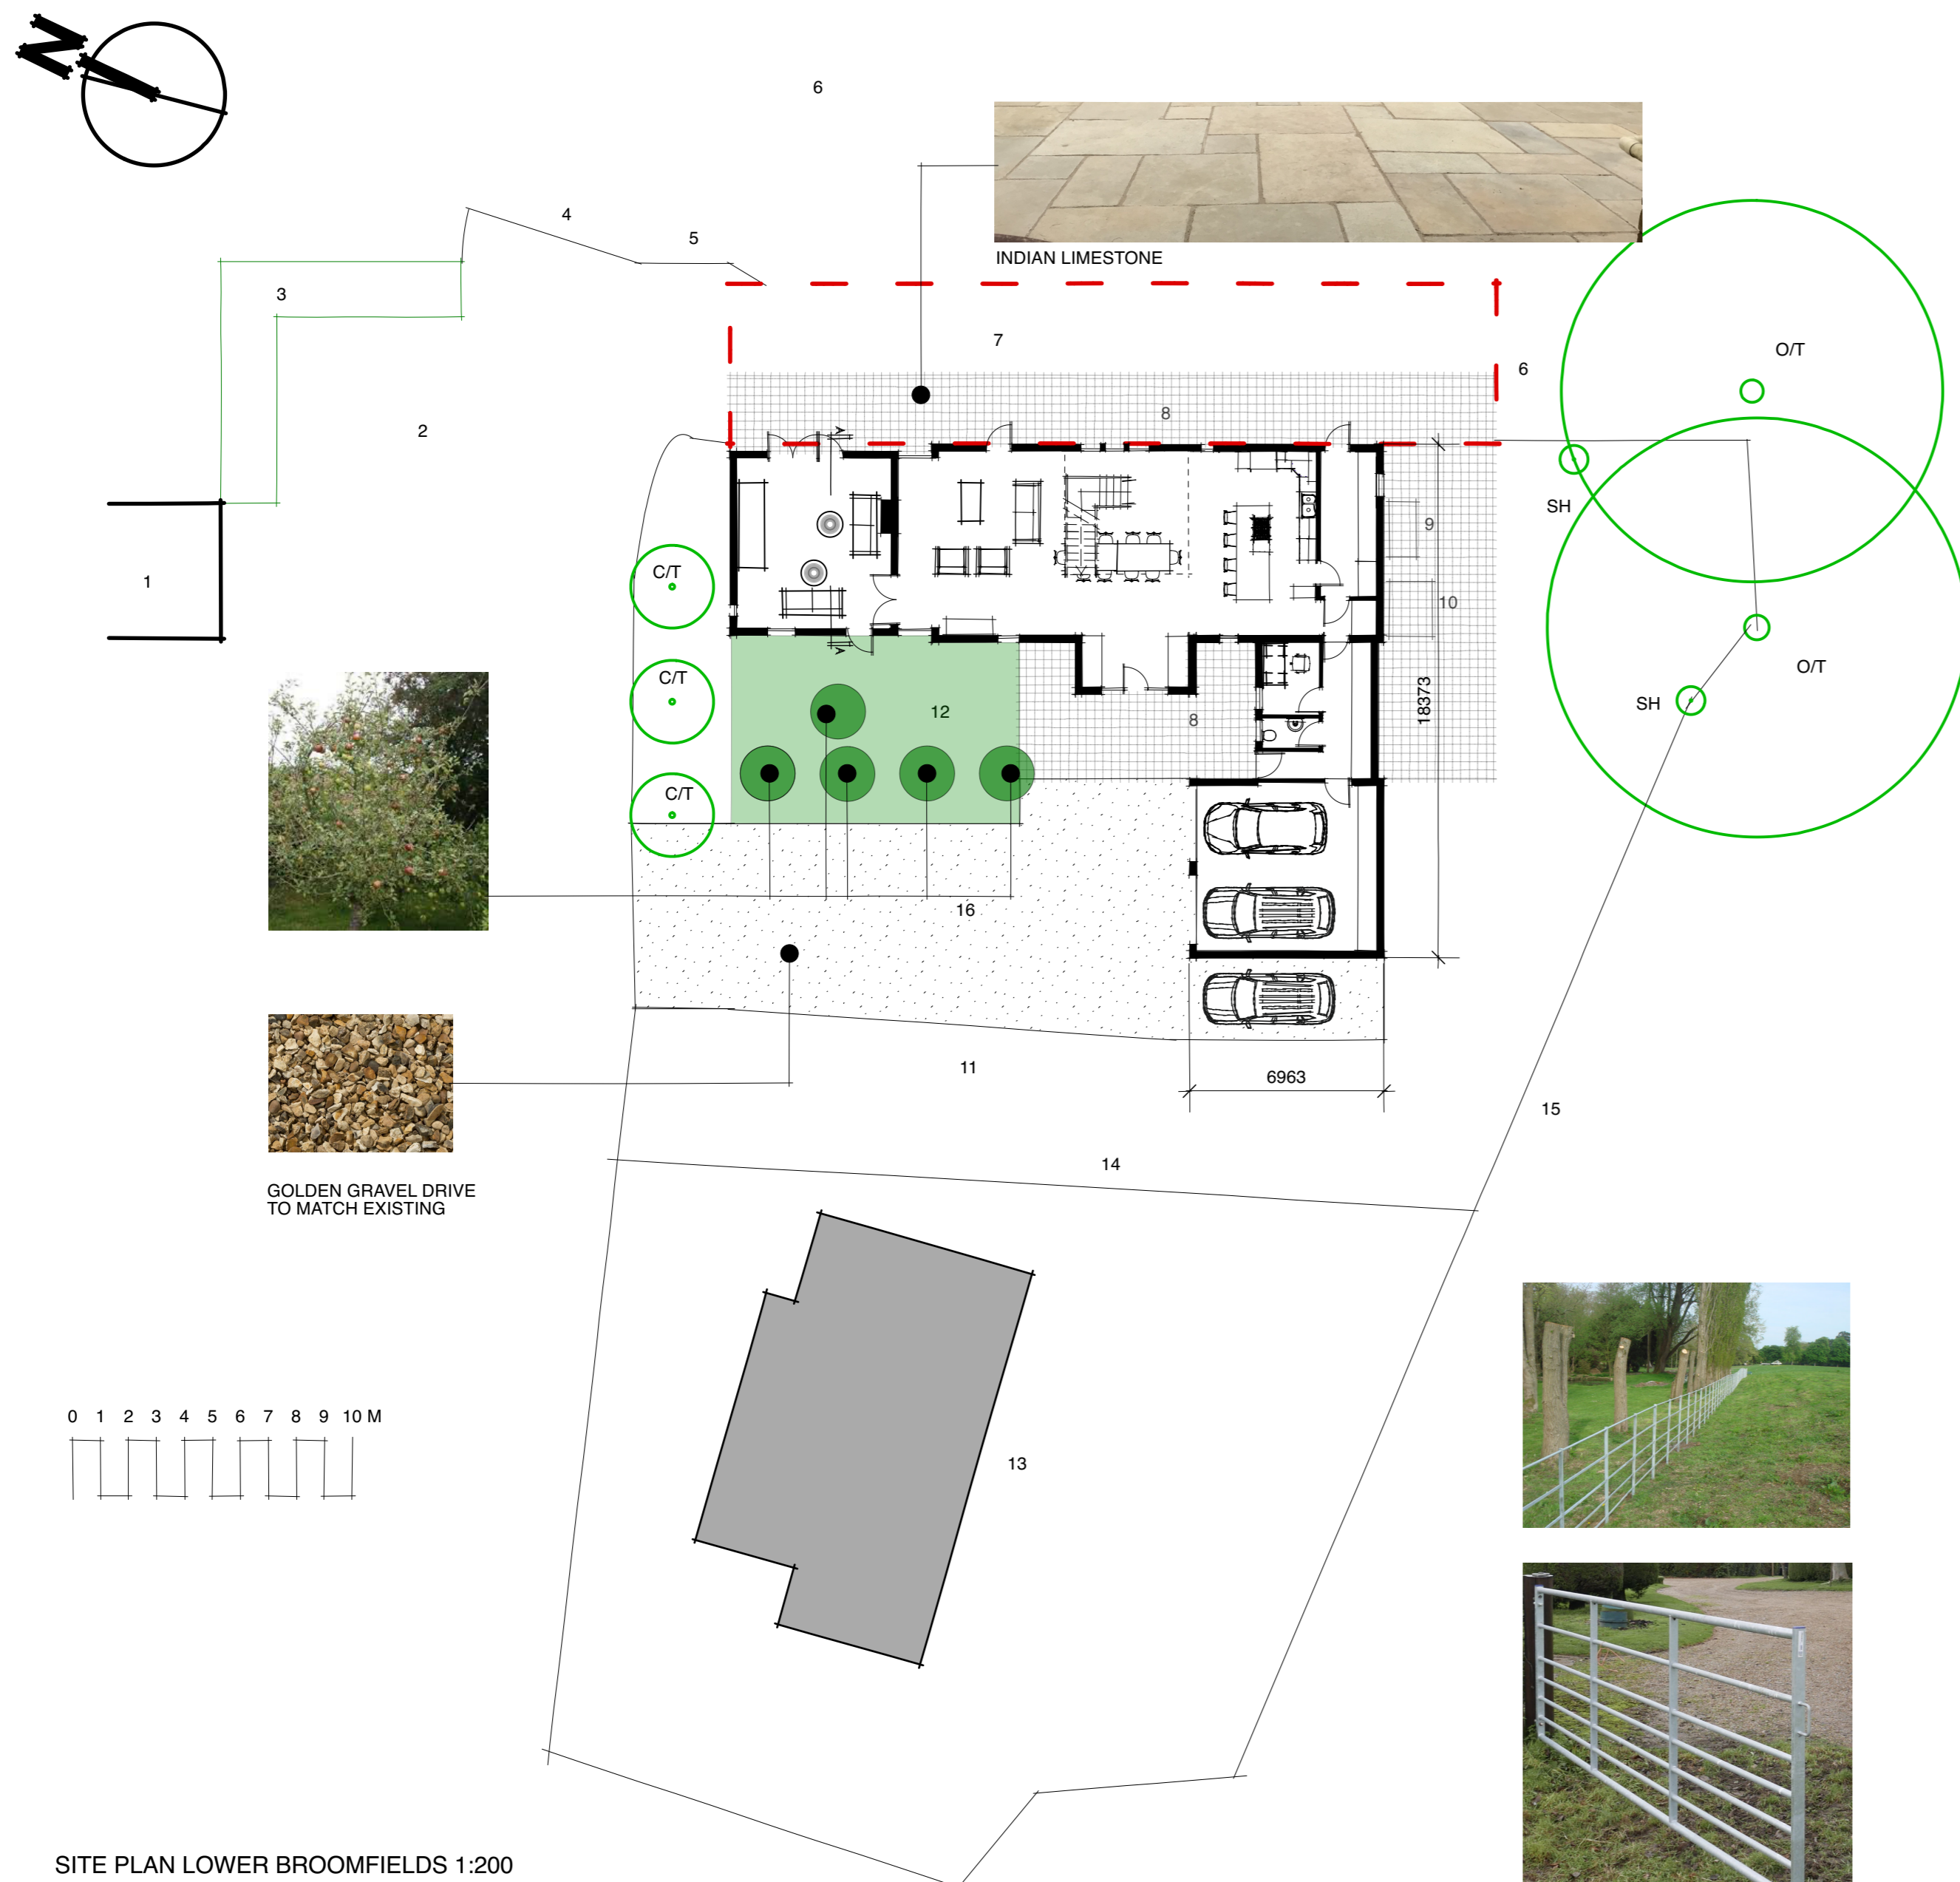 N
6
INDIAN LIMESTONE
4
5
3
7
O/T
6
2
8
SH
9
C/T
1
10
O/T
C/T
SH
12
8
18373
C/T
16
11
6963
15
14
GOLDEN GRAVEL DRIVE
TO MATCH EXISTING
13
0 1 2 3 4 5 6 7 8 9 10 M
SITE PLAN LOWER BROOMFIELDS 1:200